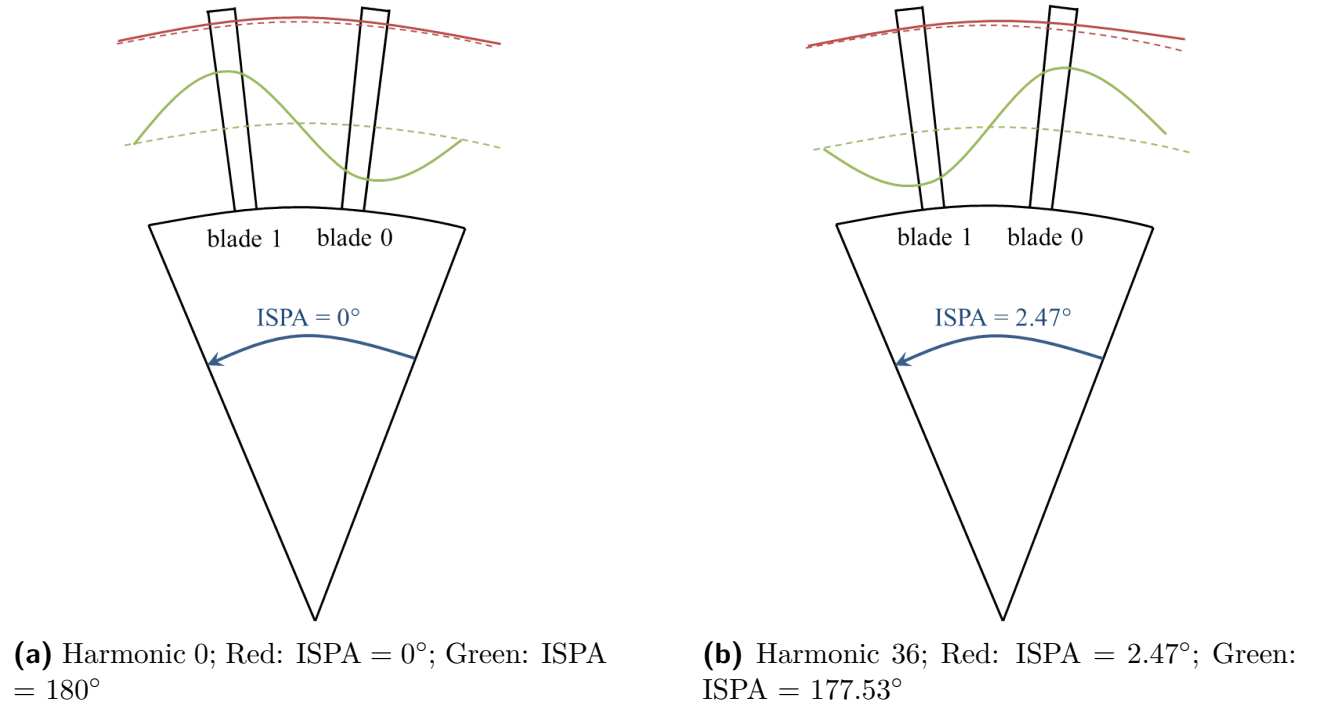 blade 1 blade 0
ISPA = 0°
(a) Harmonic 0; Red: ISPA = 0°; Green: ISPA
= 180°
blade 1 blade 0
ISPA = 2.47°
(b) Harmonic 36; Red: ISPA = 2.47°; Green:
ISPA = 177.53°